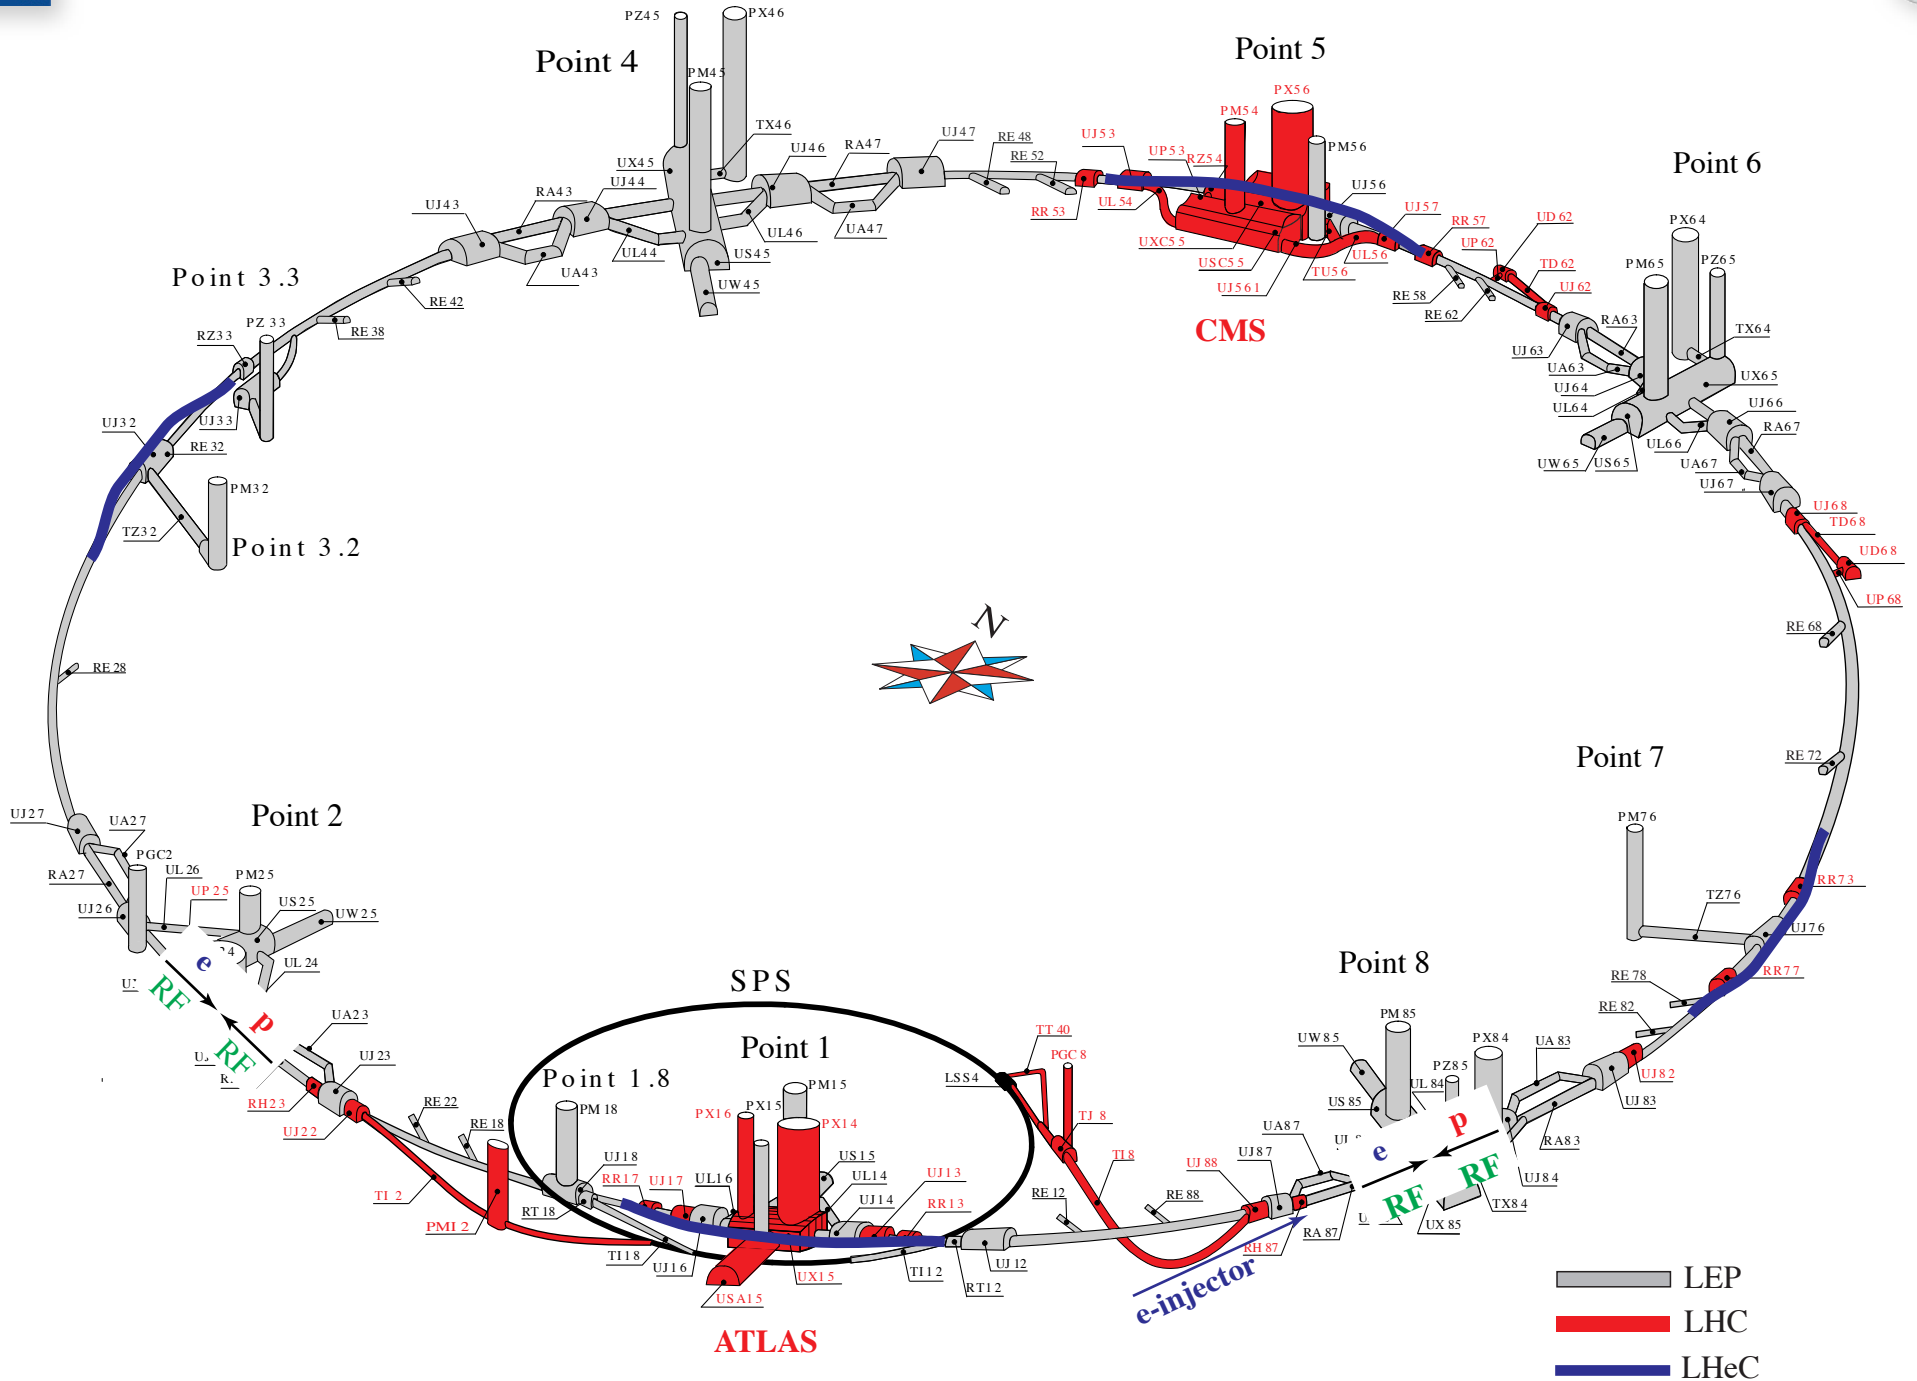 PZ45
PX46
Point 4
PM45
TX46
UX45
UJ46
RA47
UJ47
RE 48
RE 52
UJ44
RA43
UJ43
UL44
UA43
UL46
UA47
US45
UW45
Point 5
PX56
PM54
UJ53
UP53
RZ54
PM56
UJ56
UJ57
RR 53
UL 54
UXC55
USC55
UJ561
TU56
UL56
RR 57
UD 62
UP 62
TD 62
UJ 62
RE 58
RE 62
CMS
Point 6
PX64
PM65
PZ65
RA63
TX64
UJ 63
UA63
UJ64
UL64
UX65
UJ66
RA67
UL66
UW65
US65
UA67
UJ67
UJ68
TD68
UD68
UP 68
RE 68
RE 72
Point 3.3
PZ 33
RZ33
RE 42
RE 38
UJ33
UJ32
RE 32
PM32
TZ32
Point 3.2
RE 28
N
Point 7
PM76
RR73
TZ76
UJ76
RR77
RE 78
RE 82
UJ27
UA27
Point 2
PGC2
RA27
UL 26
UP 25
PM25
US25
UW25
UJ26
UL 24
e
RF
p
RF
UA23
UJ 23
RH23
UJ22
RE 22
RE 18
TI 2
PMI 2
SPS
Point 1
Point 1.8
PM 18
PM15
PX15
PX16
PX14
UJ18
RR17
UJ17
UL16
US15
UL14
UJ14
UJ13
RR13
RT 18
TI18
UJ16
UX15
USA15
TI12
RT12
UJ12
ATLAS
LSS4
TT 40
PGC 8
TJ 8
TI8
RE 12
RE 88
UJ 88
UJ87
UA87
RH 87
RA 87
e-injector
Point 8
PM 85
PX84
UW85
PZ85
UA 83
UL 84
US 85
UJ82
UJ 83
RA83
UJ84
TX84
UX 85
e
p
RF
RF
LEP
LHC
LHeC